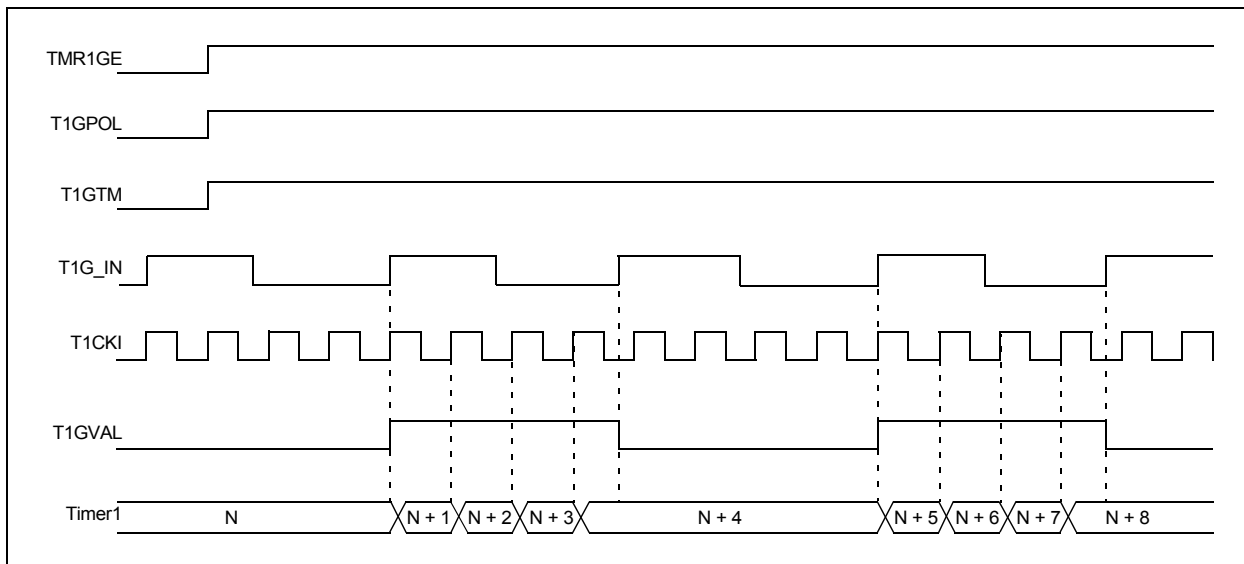 TMR1GE
T1GPOL
T1GTM
T1G_IN
T1CKI
T1GVAL
Timer1 N N + 1 N + 2 N + 3 N + 4 N + 5 N + 6 N + 7 N + 8